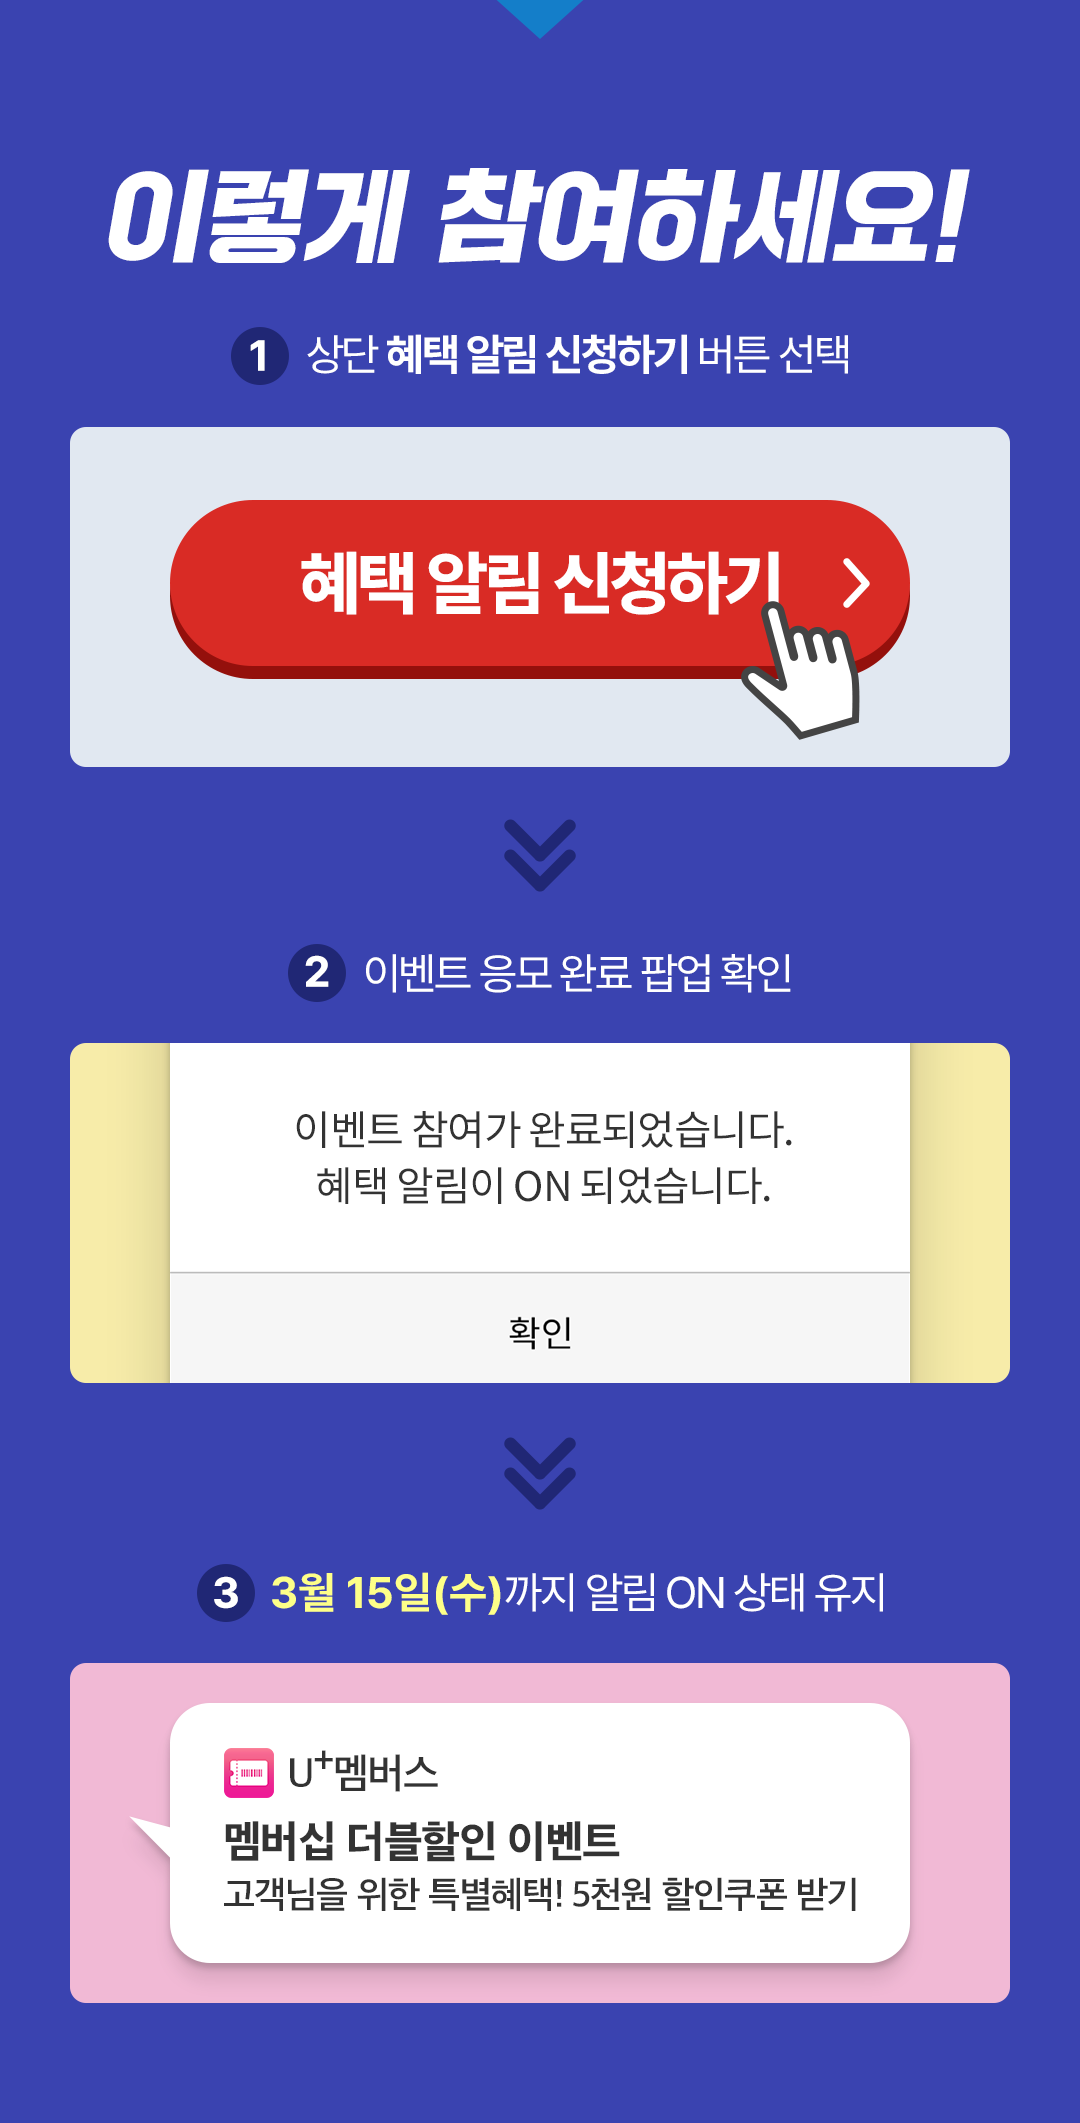 이렇게 참여하세요!
1 상단 혜택 알림 신청하기 버튼 선택
혜택 알림 신청하기
2 이벤트 응모 완료 팝업 확인
이벤트 참여가 완료되었습니다.
혜택 알림이 ON 되었습니다.
확인
3 3월 15일(수)까지 알림 ON 상태 유지
U+멤버스
멤버십 더블할인 이벤트
고객님을 위한 특별혜택! 5천원 할인쿠폰 받기